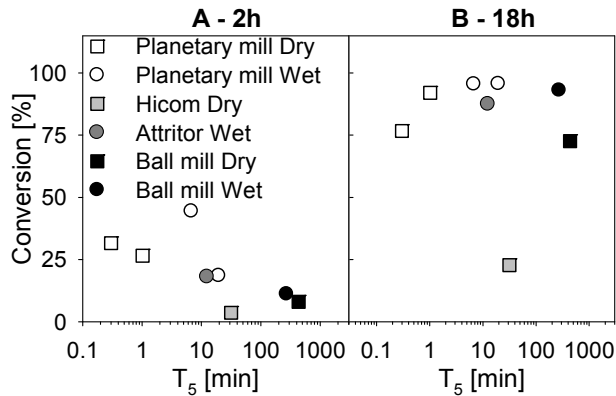 A - 2h
B - 18h
Conversion [%]
100
75
50
25
0
Planetary mill Dry
Planetary mill Wet
Hicom Dry
Attritor Wet
Ball mill Dry
Ball mill Wet
0.1 1 10 100 1000
0.1 1 10 100 1000
T5 [min]
T5 [min]